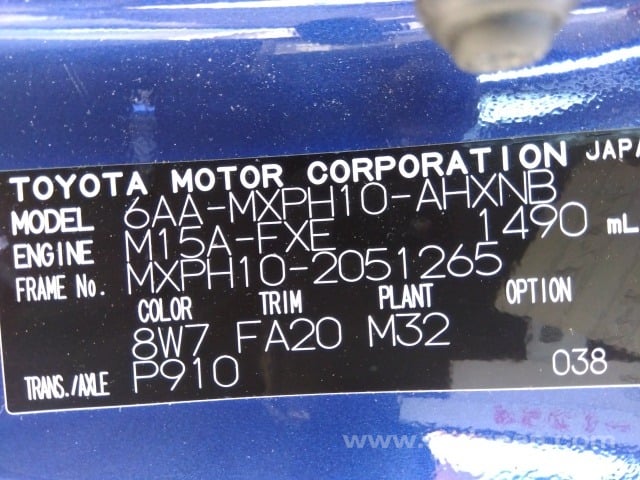 TOYOTA MOTOR CORPORATION JAPA
MODEL 6AA-MXPH10-AHXNB
ENGINE M15A-FXE 1490 mL
FRAME No. MXPH10-2051265
COLOR TRIM PLANT OPTION
8W7 FA20 M32
TRANS./AXLE P910 038